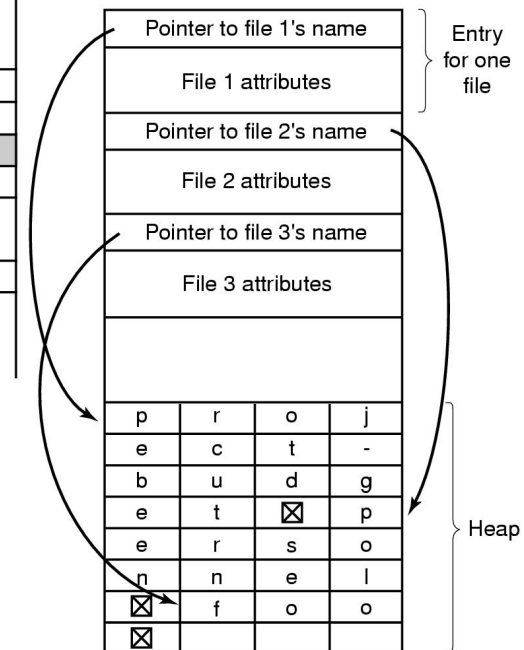 Pointer to file 1's name
File 1 attributes
Pointer to file 2's name
File 2 attributes
Pointer to file 3's name
File 3 attributes
Entry
for one
file
p r o j
e c t -
b u d g
e t ☒ p
e r s o
n n e l
☒ f o o
☒
Heap